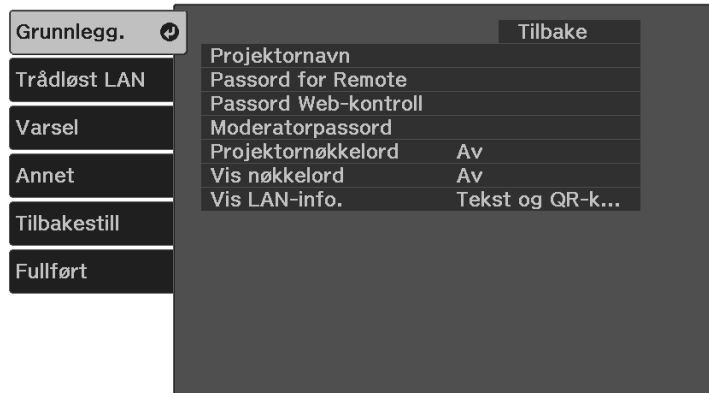 Grunnlegg.
Trådløst LAN
Varsel
Annet
Tilbakestill
Fullført
Tilbake
Projektornavn
Passord for Remote
Passord Web-kontroll
Moderatorpassord
Projektornøkkelord Av
Vis nøkkelord Av
Vis LAN-info. Tekst og QR-k...